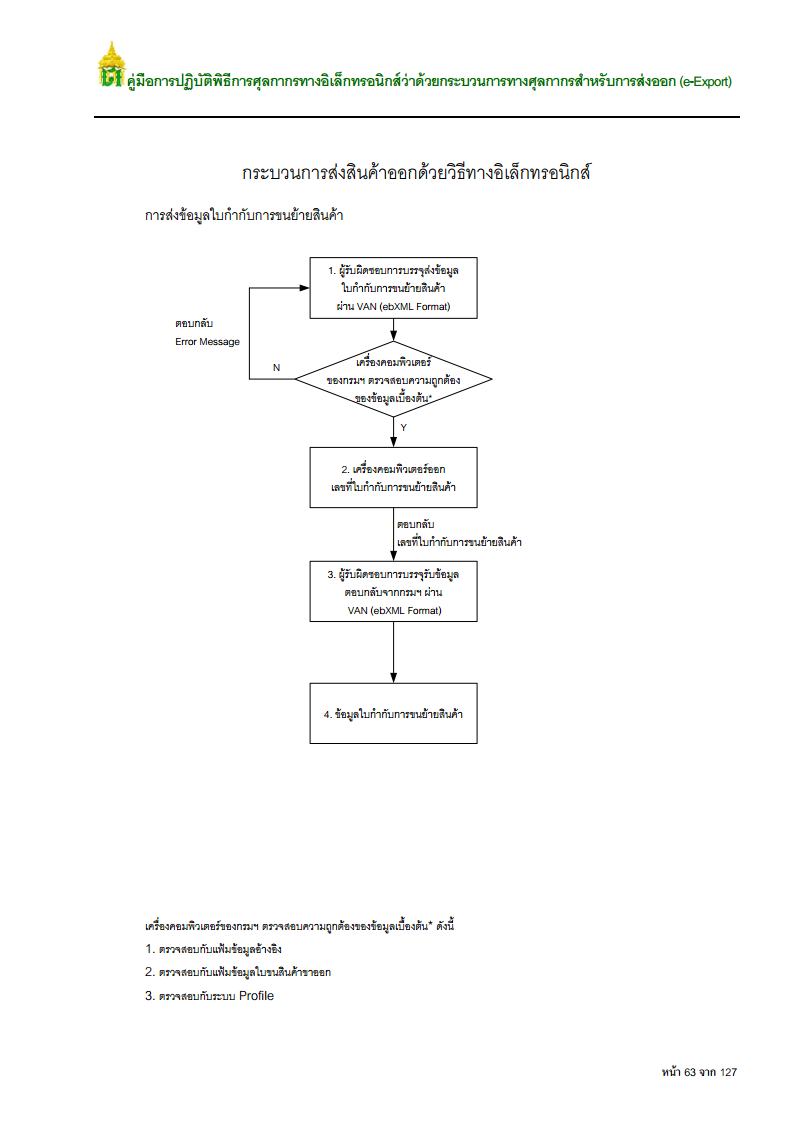 คู่มือการปฏิบัติพิธีการศุลกากรทางอิเล็กทรอนิกส์ว่าด้วยกระบวนการทางศุลกากรสำหรับการส่งออก (e-Export)
กระบวนการส่งสินค้าออกด้วยวิธีทางอิเล็กทรอนิกส์
การส่งข้อมูลใบกำกับการขนย้ายสินค้า
1. ผู้รับผิดชอบการบรรจุส่งข้อมูล
ใบกำกับการขนย้ายสินค้า
ผ่าน VAN (ebXML Format)
ตอบกลับ
Error Message
N
เครื่องคอมพิวเตอร์
ของกรมฯ ตรวจสอบความถูกต้อง
ของข้อมูลเบื้องต้น*
Y
2. เครื่องคอมพิวเตอร์ออก
เลขที่ใบกำกับการขนย้ายสินค้า
ตอบกลับ
เลขที่ใบกำกับการขนย้ายสินค้า
3. ผู้รับผิดชอบการบรรจุรับข้อมูล
ตอบกลับจากกรมฯ ผ่าน
VAN (ebXML Format)
4. ข้อมูลใบกำกับการขนย้ายสินค้า
เครื่องคอมพิวเตอร์ของกรมฯ ตรวจสอบความถูกต้องของข้อมูลเบื้องต้น* ดังนี้
1. ตรวจสอบกับแฟ้มข้อมูลอ้างอิง
2. ตรวจสอบกับแฟ้มข้อมูลใบขนสินค้าขาออก
3. ตรวจสอบกับระบบ Profile
หน้า 63 จาก 127